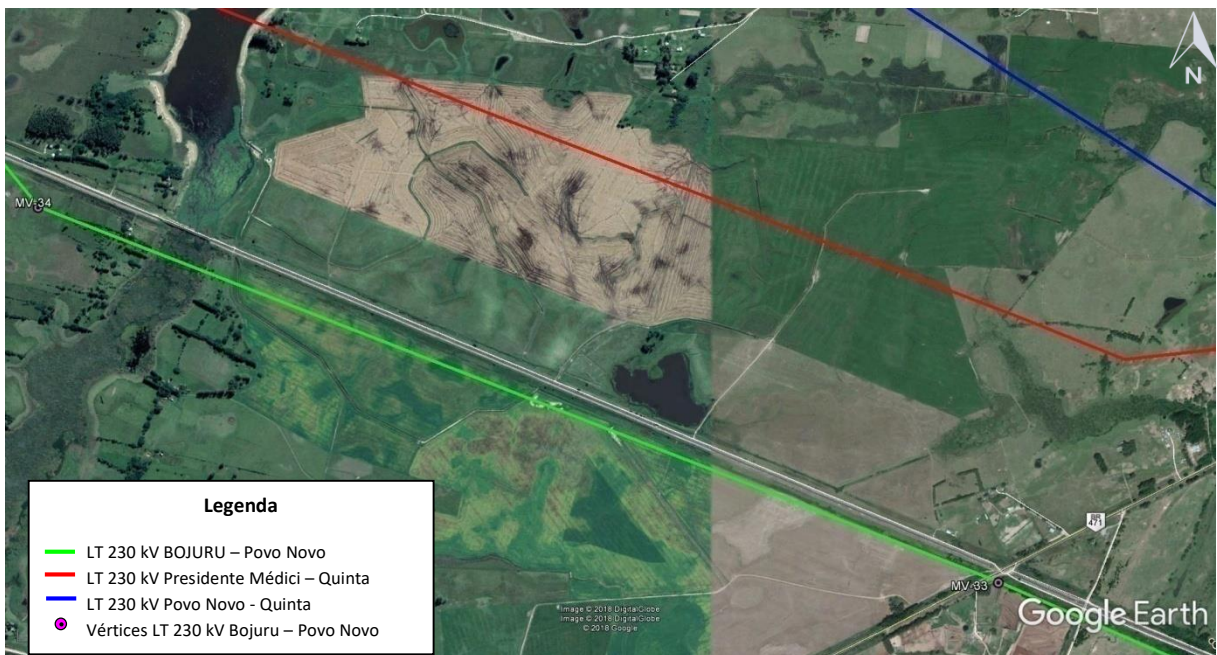 N
MV-34
471
MV-33
Legenda
LT 230 kV BOJURU – Povo Novo
LT 230 kV Presidente Médici – Quinta
LT 230 kV Povo Novo - Quinta
Vértices LT 230 kV Bojuru – Povo Novo
Image © 2018 DigitalGlobe
Image © 2018 DigitalGlobe
© 2018 Google
Google Earth